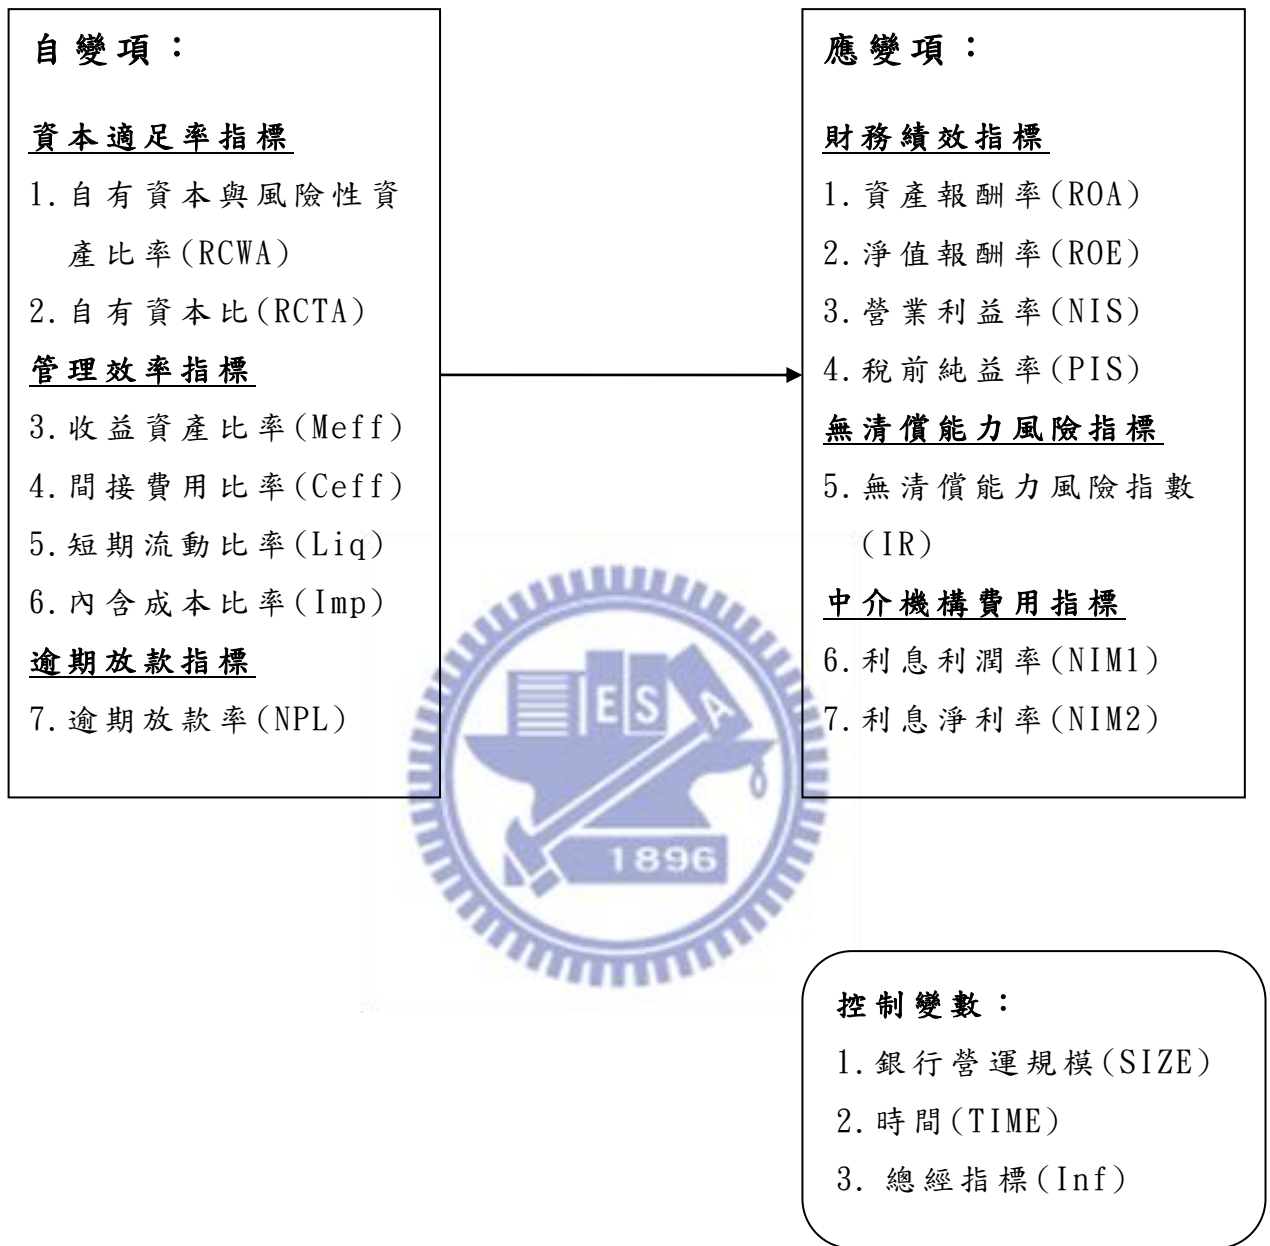 自變項：
資本適足率指標
1.自有資本與風險性資
產比率(RCWA)
2.自有資本比(RCTA)
管理效率指標
3.收益資產比率(Meff)
4.間接費用比率(Ceff)
5.短期流動比率(Liq)
6.內含成本比率(Imp)
逾期放款指標
7.逾期放款率(NPL)
應變項：
財務績效指標
1.資產報酬率(ROA)
2.淨值報酬率(ROE)
3.營業利益率(NIS)
4.稅前純益率(PIS)
無清償能力風險指標
5.無清償能力風險指數
(IR)
中介機構費用指標
6.利息利潤率(NIM1)
7.利息淨利率(NIM2)
ES
A
1896
控制變數：
1.銀行營運規模(SIZE)
2.時間(TIME)
3. 總經指標(Inf)